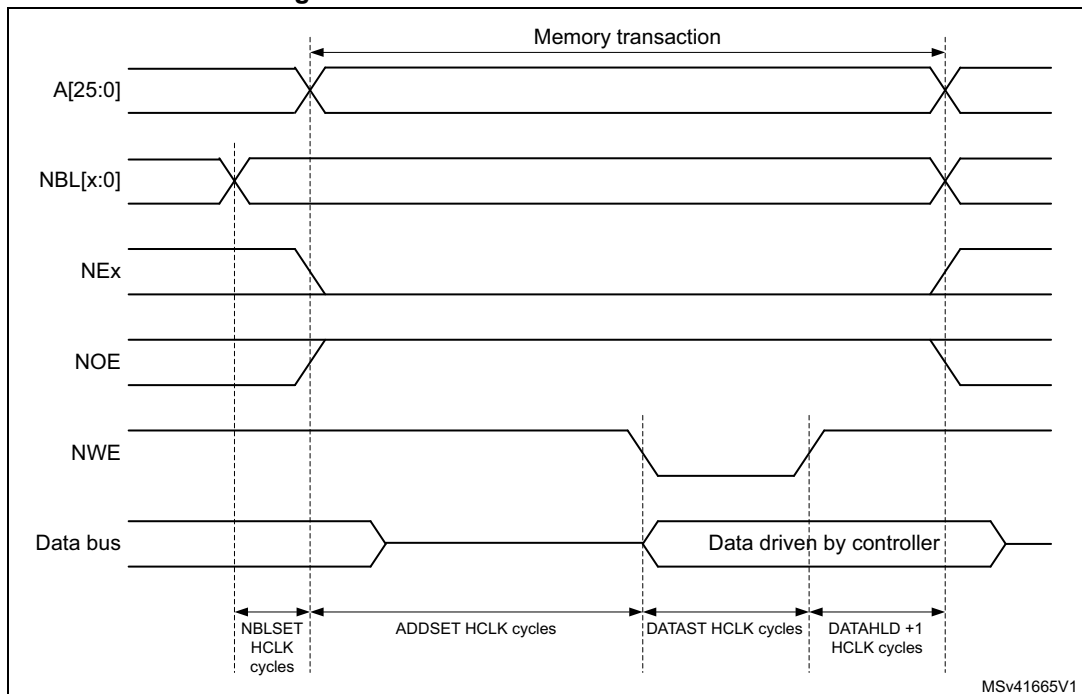 Memory transaction
A[25:0]
NBL[x:0]
NEx
NOE
NWE
Data bus
Data driven by controller
NBLSET
HCLK
cycles
ADDSET HCLK cycles
DATAST HCLK cycles
DATAHLD +1
HCLK cycles
MSv41665V1